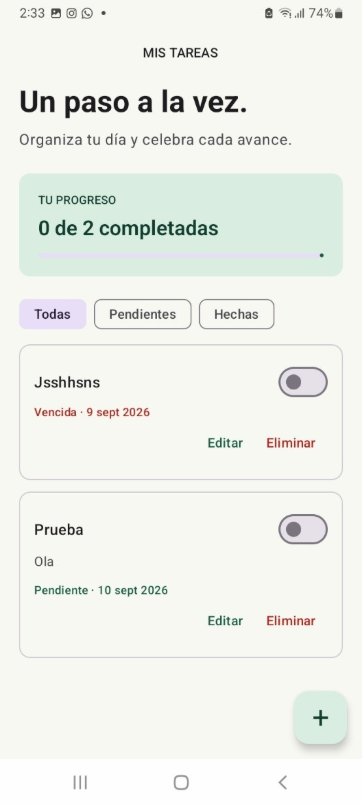 2:33
74%
MIS TAREAS
Un paso a la vez.
Organiza tu día y celebra cada avance.
TU PROGRESO
0 de 2 completadas
Todas Pendientes Hechas
Jsshhsns
Vencida · 9 sept 2026
Editar Eliminar
Prueba
Ola
Pendiente · 10 sept 2026
Editar Eliminar
+